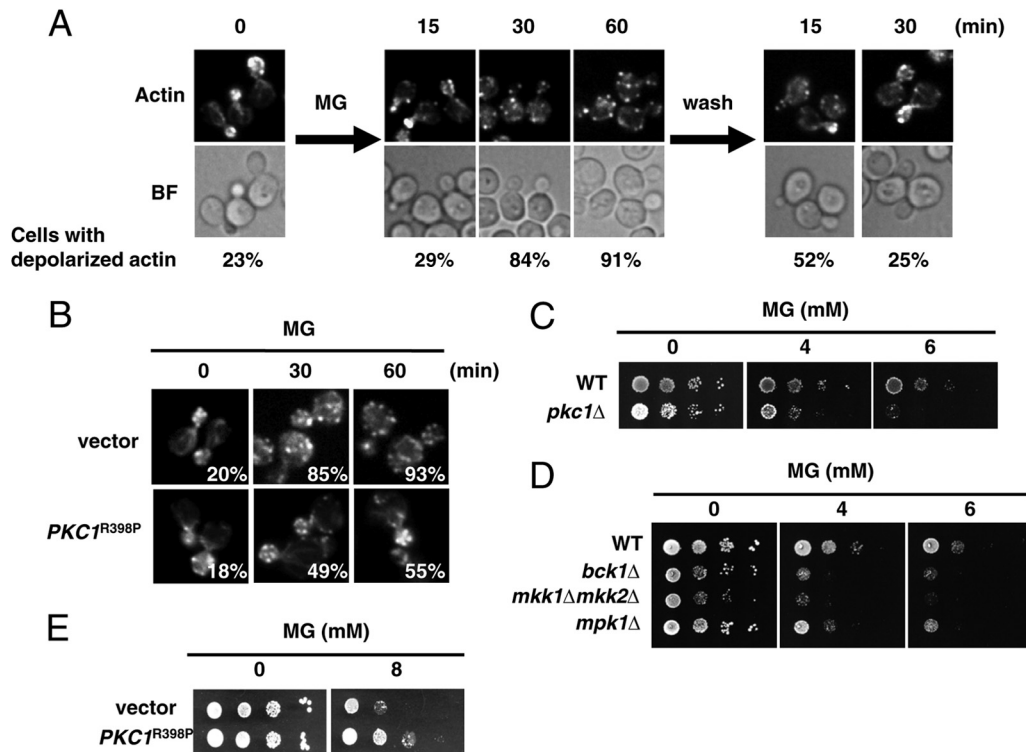 A
0 15 30 60 15 30 (min)
Actin
MG
wash
BF
Cells with
depolarized actin
23% 29% 84% 91% 52% 25%
B
MG
0 30 60 (min)
vector
20% 85% 93%
PKC1R398P
18% 49% 55%
C
MG (mM)
0 4 6
WT
pkc1Δ
D
MG (mM)
0 4 6
WT
bck1Δ
mkk1Δmkk2Δ
mpk1Δ
E
MG (mM)
0 8
vector
PKC1R398P